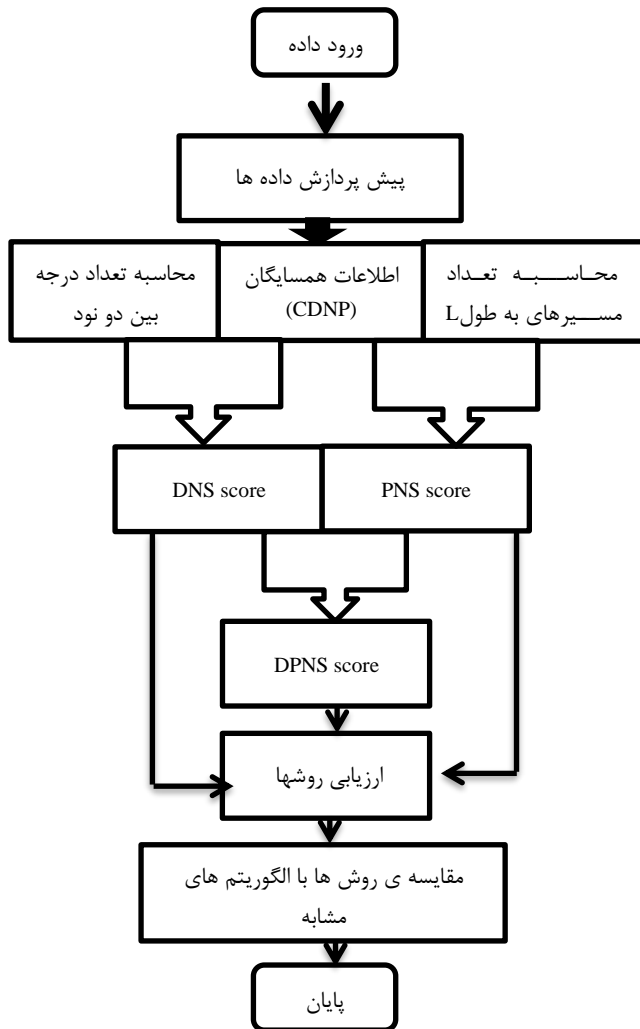 ورود داده
پیش پردازش داده ها
محاسبه تعداد
مسیرهای به طولL
اطلاعات همسایگان
(CDNP)
محاسبه تعداد درجه
بین دو نود
DNS score
PNS score
DPNS score
ارزیابی روشها
مقایسه ی روش ها با الگوریتم های
مشابه
پایان